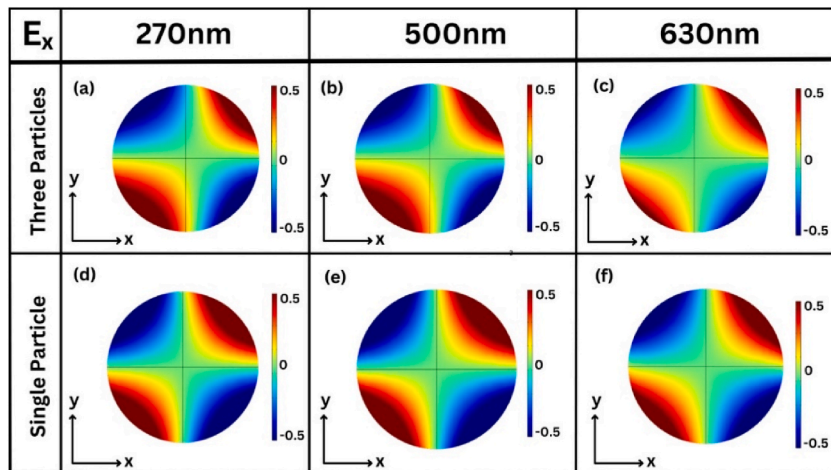 Ex 270nm 500nm 630nm
Three Particles
(a) 0.5 0 -0.5 y x
(b) 0.5 0 -0.5 y x
(c) 0.5 0 -0.5 y x
Single Particle
(d) 0.5 0 -0.5 y x
(e) 0.5 0 -0.5 y x
(f) 0.5 0 -0.5 y x